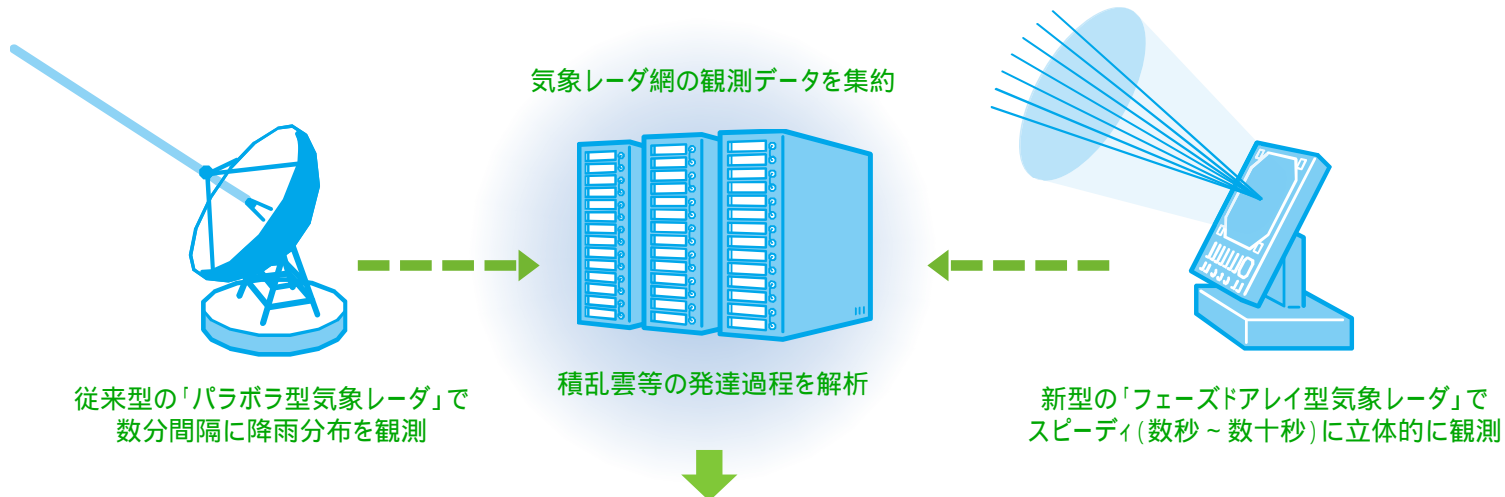 気象レーダ網の観測データを集約
積乱雲等の発達過程を解析
従来型の「パラボラ型気象レーダ」で
数分間隔に降雨分布を観測
新型の「フェーズドアレイ型気象レーダ」で
スピーディ(数秒~数十秒)に立体的に観測